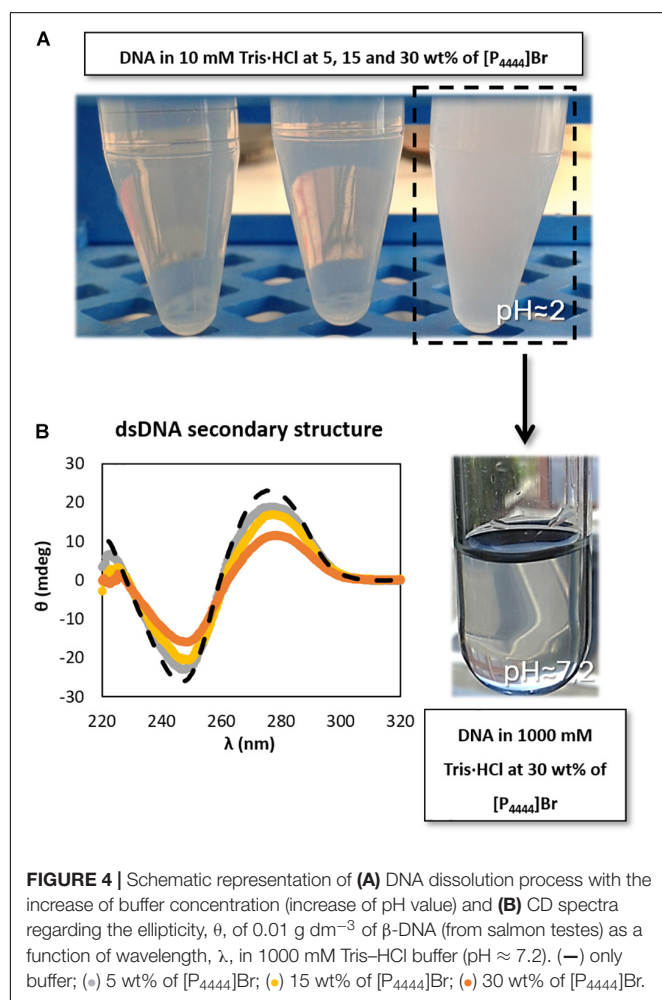 A
DNA in 10 mM Tris·HCl at 5, 15 and 30 wt% of [P4444]Br
pH≈2
B
dsDNA secondary structure
30
20
10
0
-10
-20
-30
θ (mdeg)
220 240 260 280 300 320
λ (nm)
pH≈7.2
DNA in 1000 mM
Tris·HCl at 30 wt% of
[P4444]Br
FIGURE 4 | Schematic representation of (A) DNA dissolution process with the
increase of buffer concentration (increase of pH value) and (B) CD spectra
regarding the ellipticity, θ, of 0.01 g dm−3 of β-DNA (from salmon testes) as a
function of wavelength, λ, in 1000 mM Tris–HCl buffer (pH ≈ 7.2). (−) only
buffer; (●) 5 wt% of [P4444]Br; (●) 15 wt% of [P4444]Br; (●) 30 wt% of [P4444]Br.